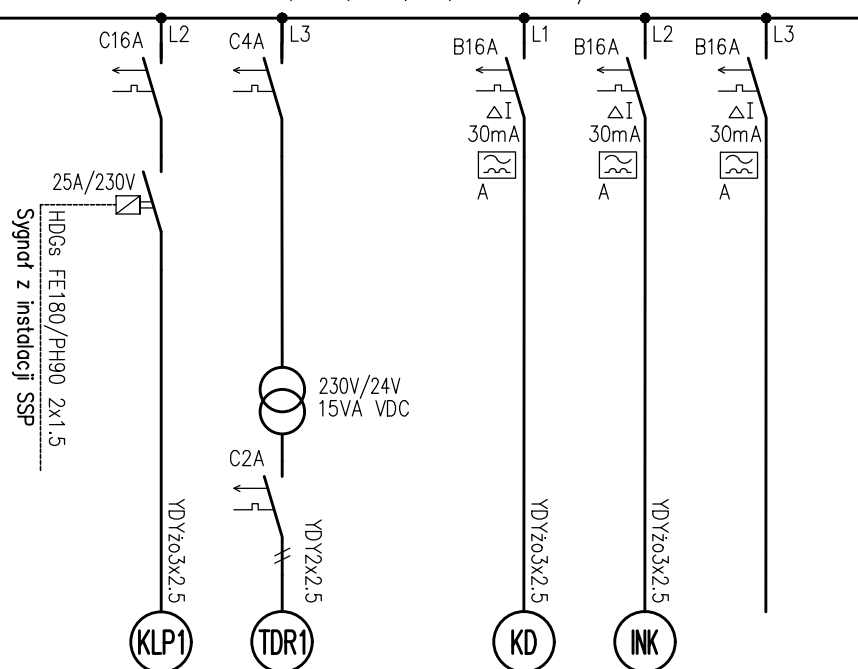 L2
L3
L1
L2
L3
C16A
C4A
B16A
B16A
B16A
ΔI
ΔI
ΔI
30mA
30mA
30mA
A
A
A
25A/230V
HDGs FE180/PH90 2x1.5
Sygnał z instalacji SSP
230V/24V
15VA VDC
C2A
YDYżo3x2.5
YDY2x2.5
YDYżo3x2.5
YDYżo3x2.5
KLP1
TDR1
KD
INK